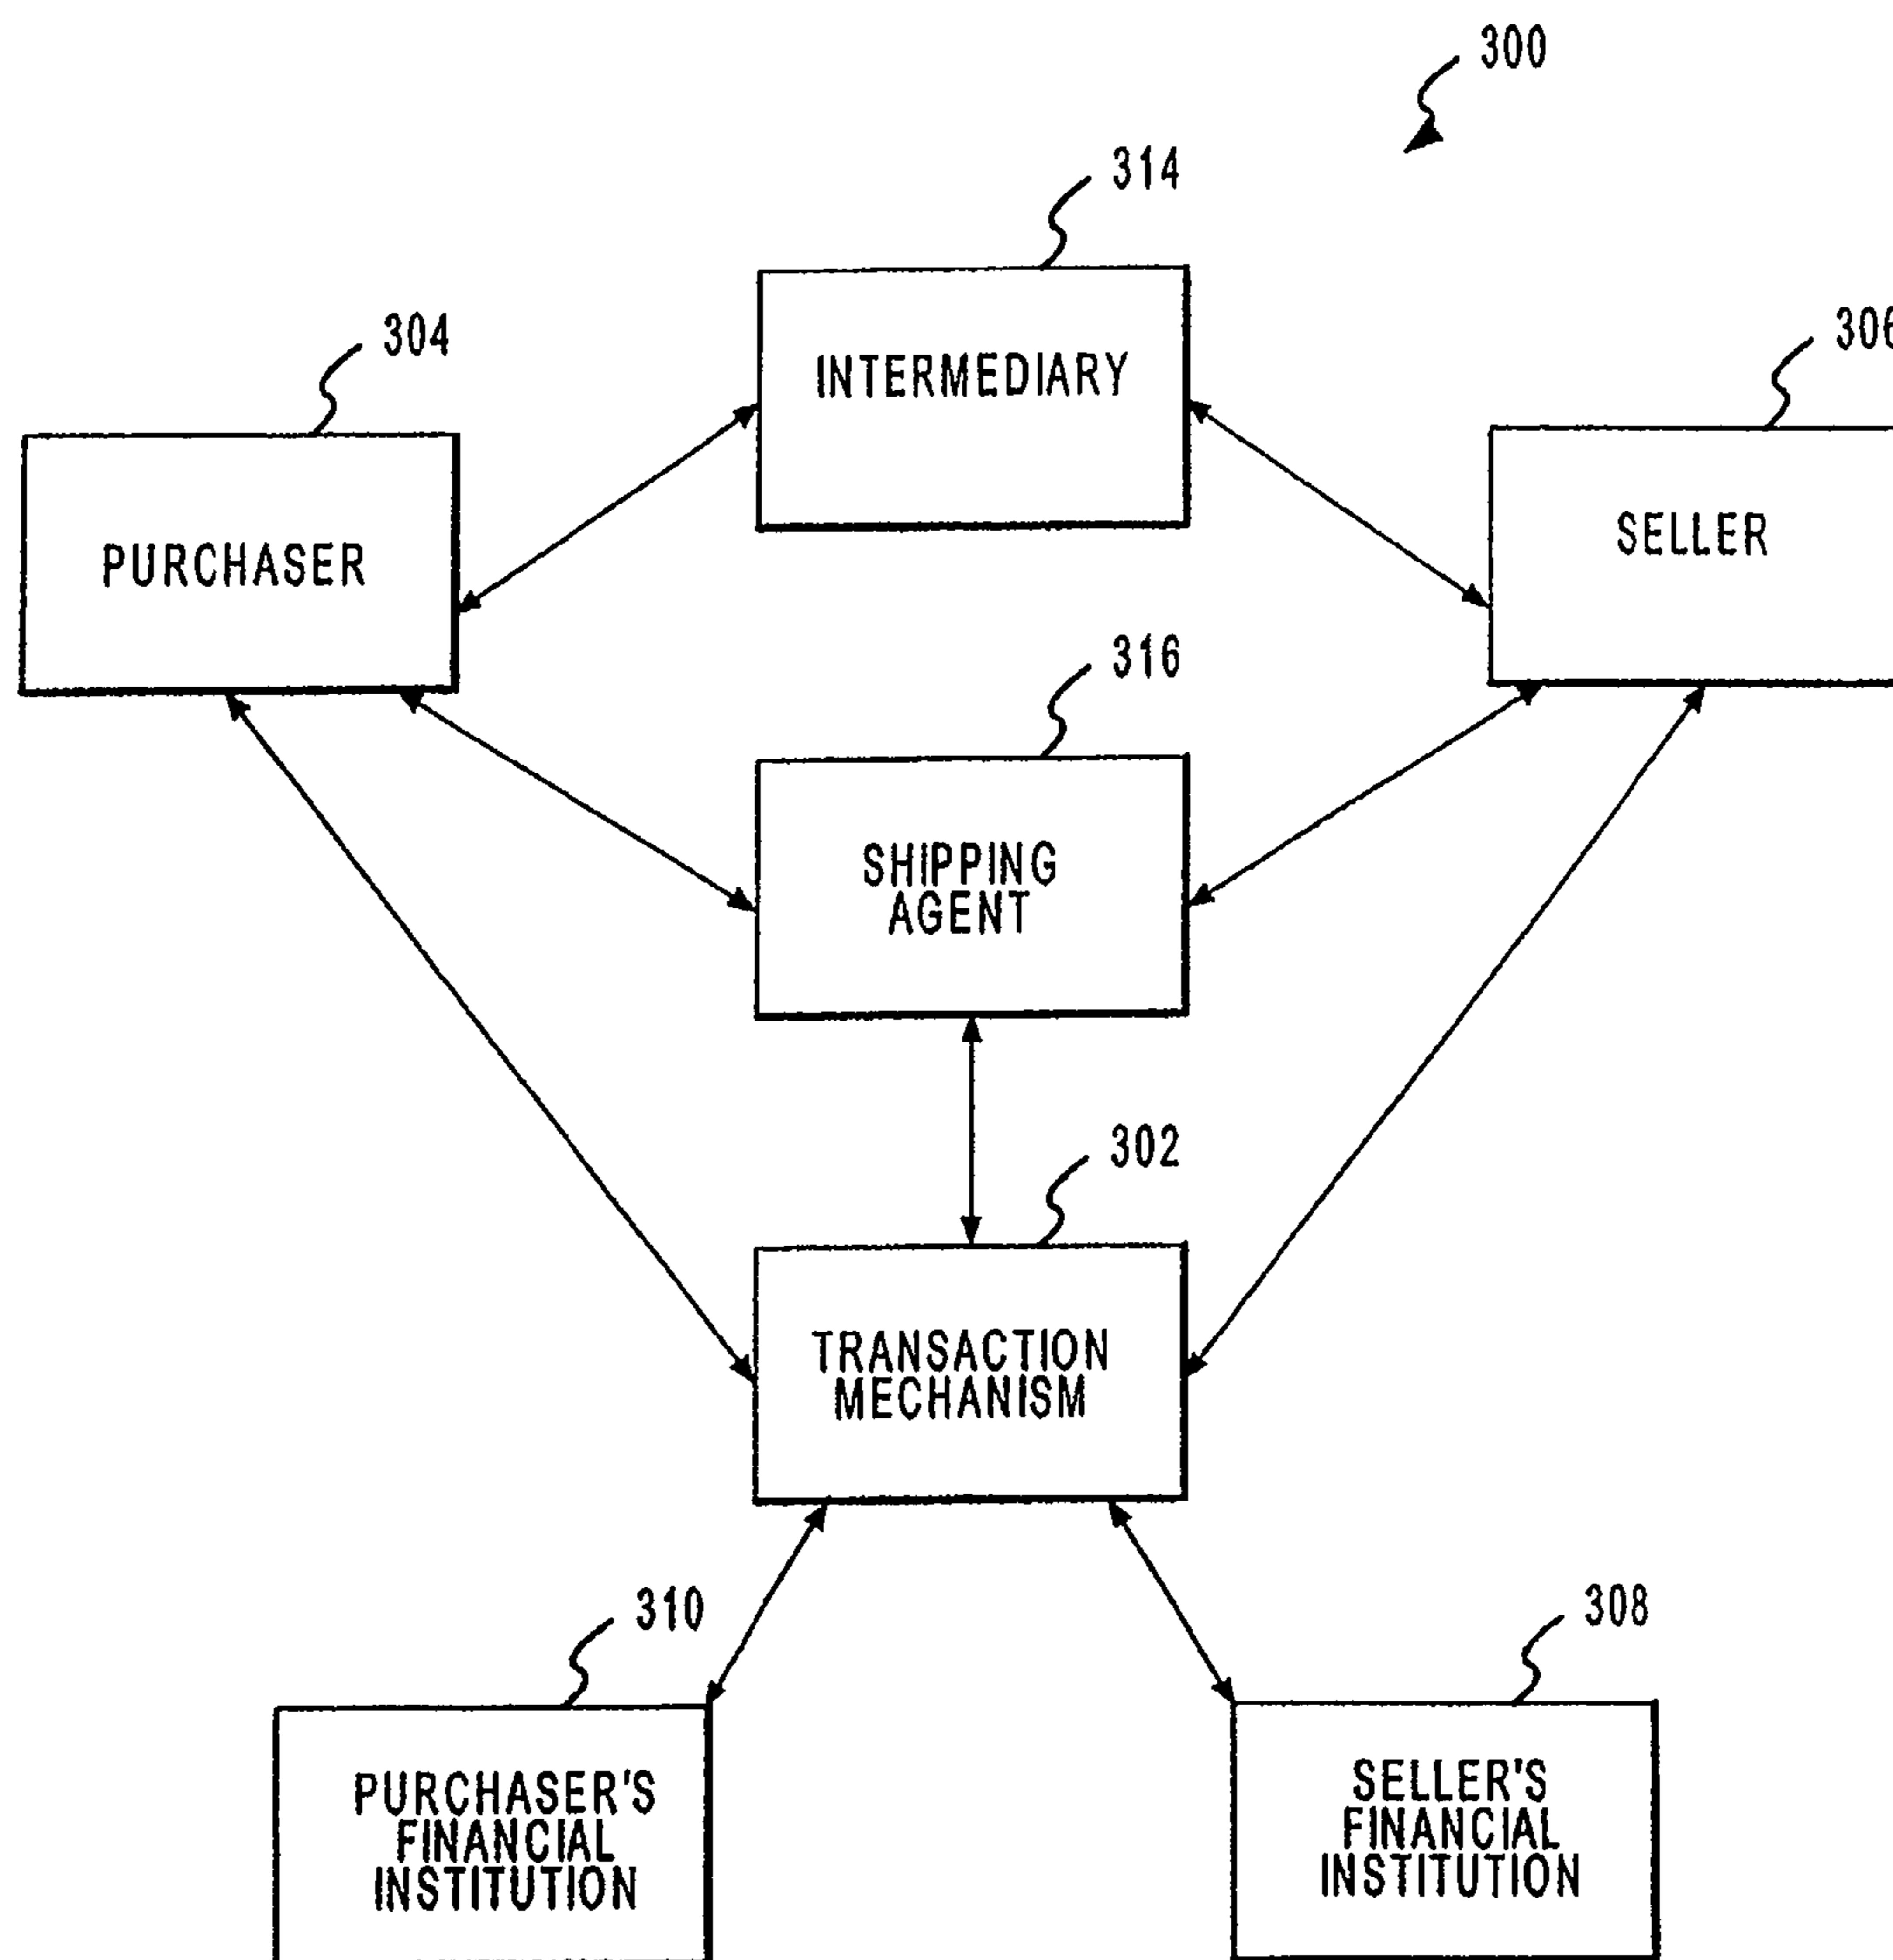 300
314
INTERMEDIARY
304
PURCHASER
306
SELLER
316
SHIPPING
AGENT
302
TRANSACTION
MECHANISM
310
PURCHASER'S
FINANCIAL
INSTITUTION
308
SELLER'S
FINANCIAL
INSTITUTION